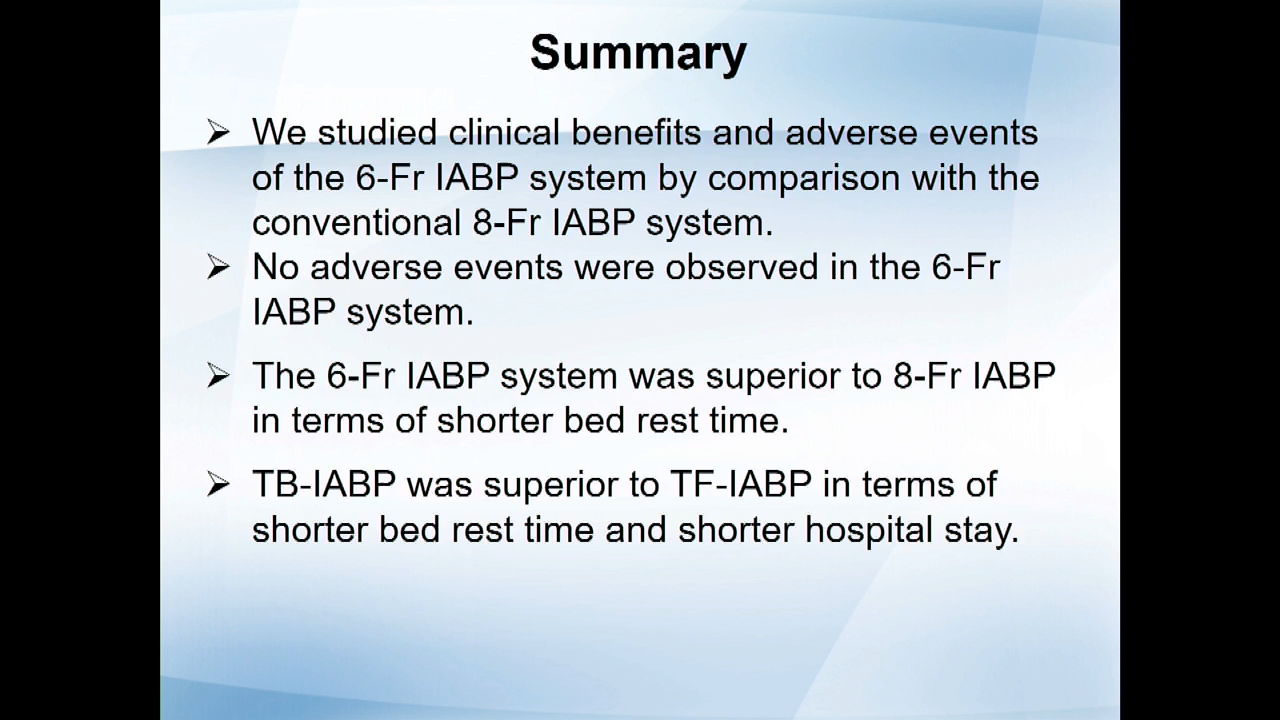 Summary
We studied clinical benefits and adverse events
of the 6-Fr IABP system by comparison with the
conventional 8-Fr IABP system.
No adverse events were observed in the 6-Fr
IABP system.
The 6-Fr IABP system was superior to 8-Fr IABP
in terms of shorter bed rest time.
TB-IABP was superior to TF-IABP in terms of
shorter bed rest time and shorter hospital stay.